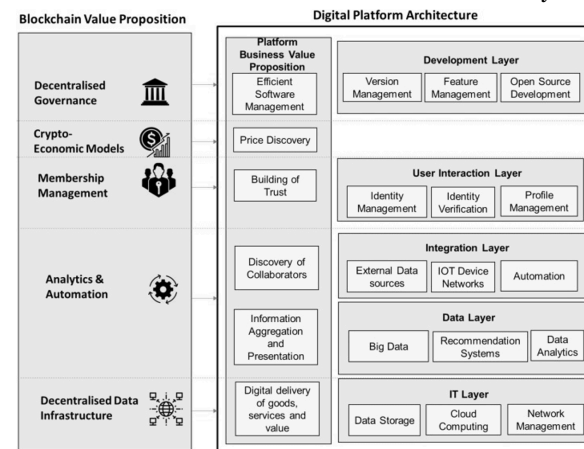 Blockchain Value Proposition
Digital Platform Architecture
Decentralised
Governance
Crypto-
Economic Models
Membership
Management
Analytics &
Automation
Decentralised Data
Infrastructure
Platform
Business Value
Proposition
Efficient
Software
Management
Price Discovery
Building of
Trust
Discovery of
Collaborators
Information
Aggregation
and
Presentation
Digital delivery
of goods,
services and
value
Development Layer
Version
Management
Feature
Management
Open Source
Development
User Interaction Layer
Identity
Management
Identity
Verification
Profile
Management
Integration Layer
External Data
sources
IOT Device
Networks
Automation
Data Layer
Big Data
Recommendation
Systems
Data
Analytics
IT Layer
Data Storage
Cloud
Computing
Network
Management